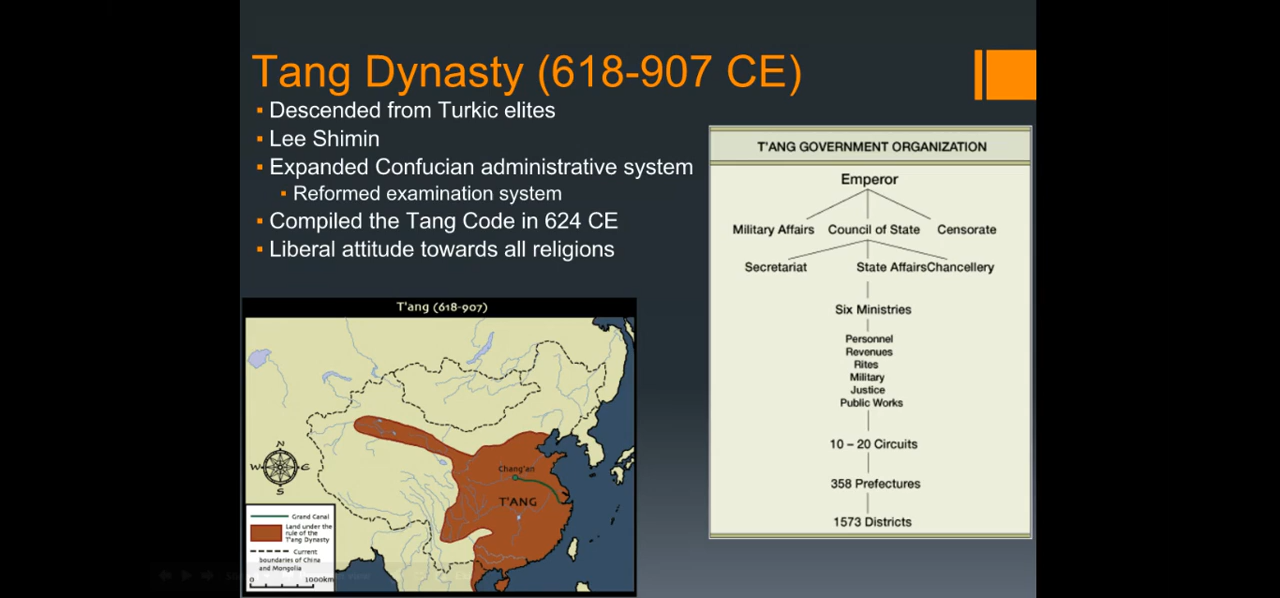 Tang Dynasty (618-907 CE)
Descended from Turkic elites
Lee Shimin
Expanded Confucian administrative system
Reformed examination system
Compiled the Tang Code in 624 CE
Liberal attitude towards all religions
T'ANG GOVERNMENT ORGANIZATION
Emperor
Military Affairs Council of State Censorate
Secretariat State AffairsChancellery
Six Ministries
Personnel
Revenues
Rites
Military
Justice
Public Works
10 – 20 Circuits
358 Prefectures
1573 Districts
T'ang (618-907)
N
W E
S
Chang'an
T'ANG
Grand Canal
Land under the
rule of the
T'ang Dynasty
Current
boundaries of China
and Mongolia
0 1000km